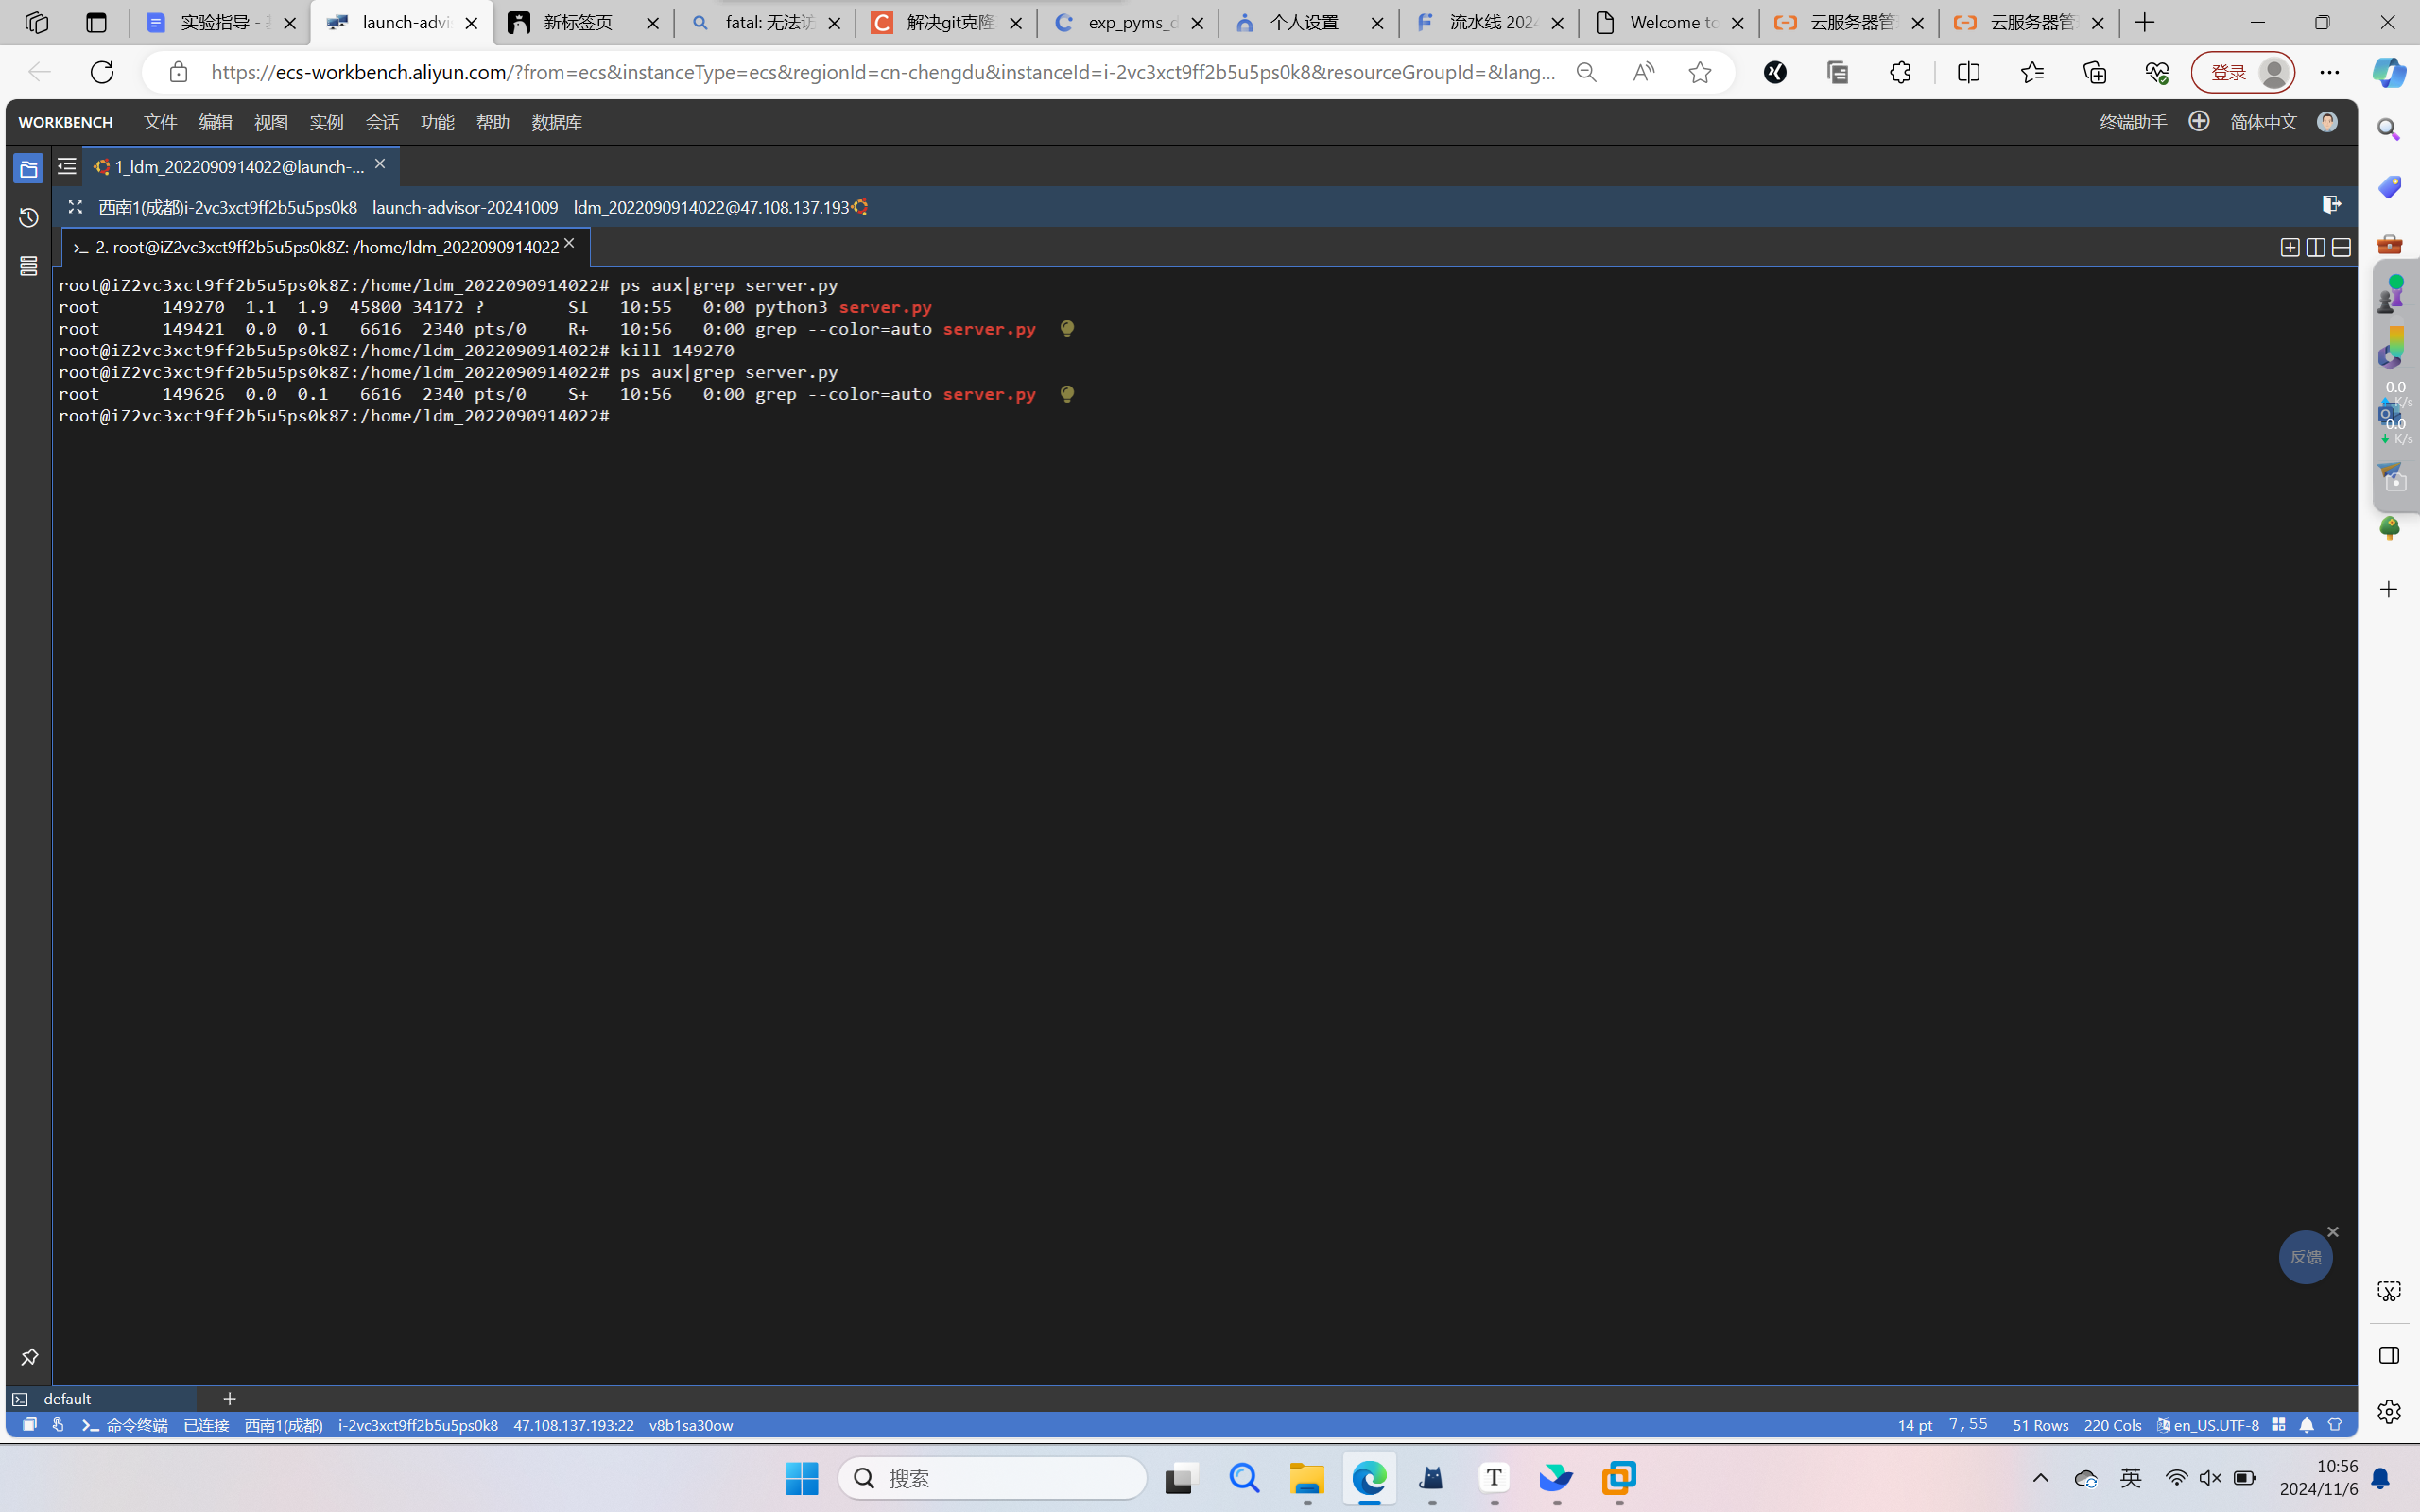 实验指导 -
launch-advi
新标签页
fatal: 无法访
解决git克隆
exp_pyms_d
个人设置
流水线 202
Welcome to
云服务器管
云服务器管
https://ecs-workbench.aliyun.com/?from=ecs&instanceType=ecs&regionId=cn-chengdu&instanceId=i-2vc3xct9ff2b5u5ps0k8&resourceGroupId=&lang...
登录
WORKBENCH 文件 编辑 视图 实例 会话 功能 帮助 数据库
终端助手 简体中文
1_ldm_2022090914022@launch-...
西南1(成都)i-2vc3xct9ff2b5u5ps0k8 launch-advisor-20241009 ldm_2022090914022@47.108.137.193
>_ 2. root@iZ2vc3xct9ff2b5u5ps0k8Z: /home/ldm_2022090914022
root@iZ2vc3xct9ff2b5u5ps0k8Z:/home/ldm_2022090914022# ps aux|grep server.py
root 149270 1.1 1.9 45800 34172 ? Sl 10:55 0:00 python3 server.py
root 149421 0.0 0.1 6616 2340 pts/0 R+ 10:56 0:00 grep --color=auto server.py
root@iZ2vc3xct9ff2b5u5ps0k8Z:/home/ldm_2022090914022# kill 149270
root@iZ2vc3xct9ff2b5u5ps0k8Z:/home/ldm_2022090914022# ps aux|grep server.py
root 149626 0.0 0.1 6616 2340 pts/0 S+ 10:56 0:00 grep --color=auto server.py
root@iZ2vc3xct9ff2b5u5ps0k8Z:/home/ldm_2022090914022#
0.0
K/s
0.0
K/s
反馈
default
命令终端 已连接 西南1(成都) i-2vc3xct9ff2b5u5ps0k8 47.108.137.193:22 v8b1sa30ow
14 pt 7,55 51 Rows 220 Cols en_US.UTF-8
搜索
英
10:56
2024/11/6